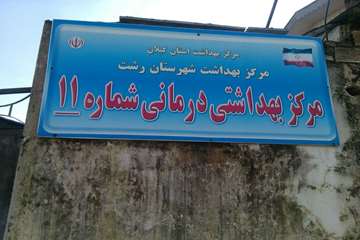 مرکز بهداشت استان گیلان
مرکز بهداشت شهرستان رشت
مرکز بهداشتی درمانی شماره ۱۱